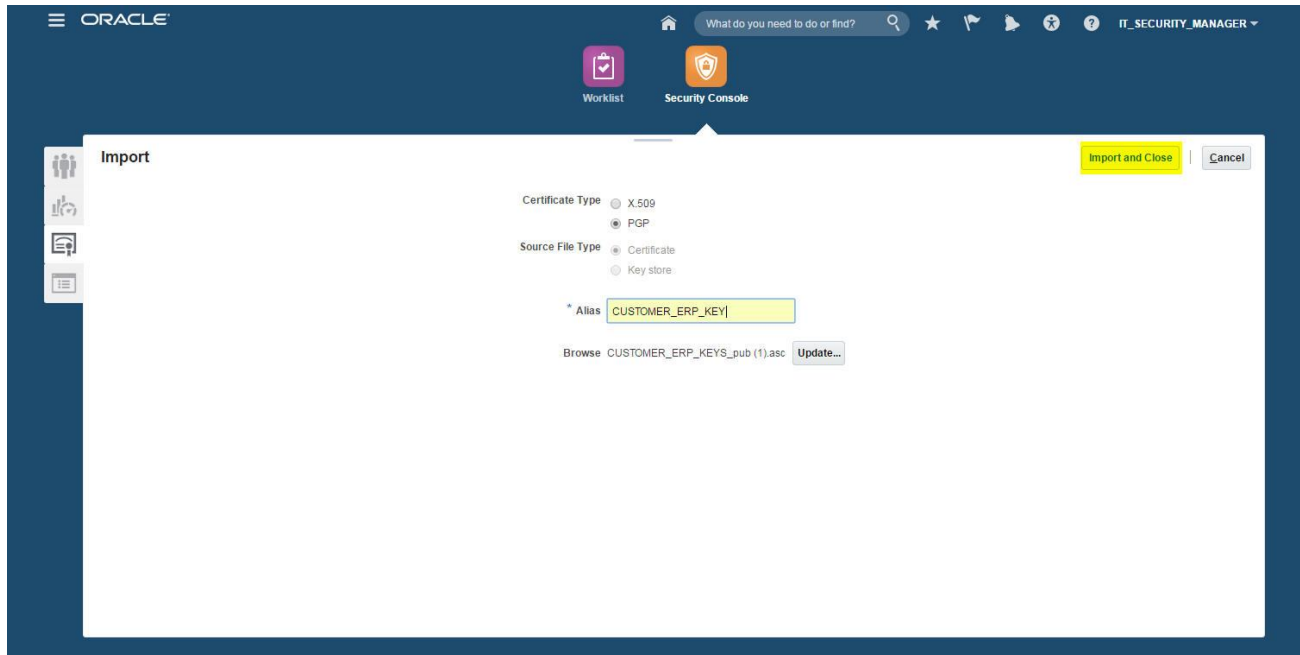 ORACLE
What do you need to do or find?
IT_SECURITY_MANAGER
Worklist
Security Console
Import
Import and Close
Cancel
Certificate Type
X.509
PGP
Source File Type
Certificate
Key store
* Alias CUSTOMER_ERP_KEY
Browse CUSTOMER_ERP_KEYS_pub (1).asc Update...